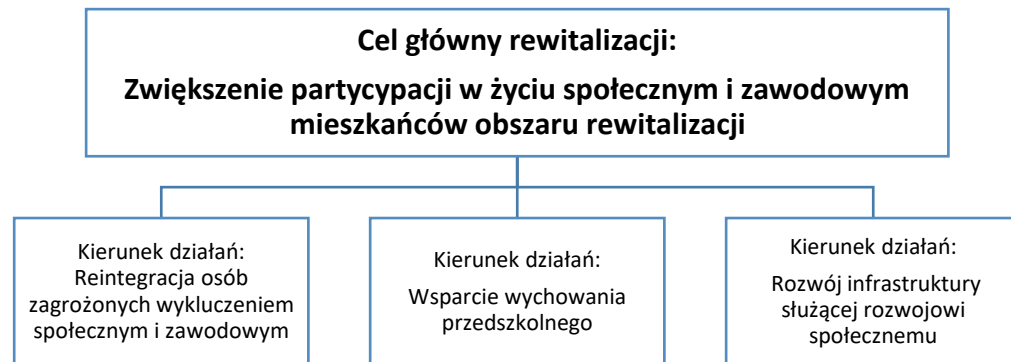 Cel główny rewitalizacji:
Zwiększenie partycypacji w życiu społecznym i zawodowym
mieszkańców obszaru rewitalizacji
Kierunek działań:
Reintegracja osób
zagrożonych wykluczeniem
społecznym i zawodowym
Kierunek działań:
Wsparcie wychowania
przedszkolnego
Kierunek działań:
Rozwój infrastruktury
służącej rozwojowi
społecznemu